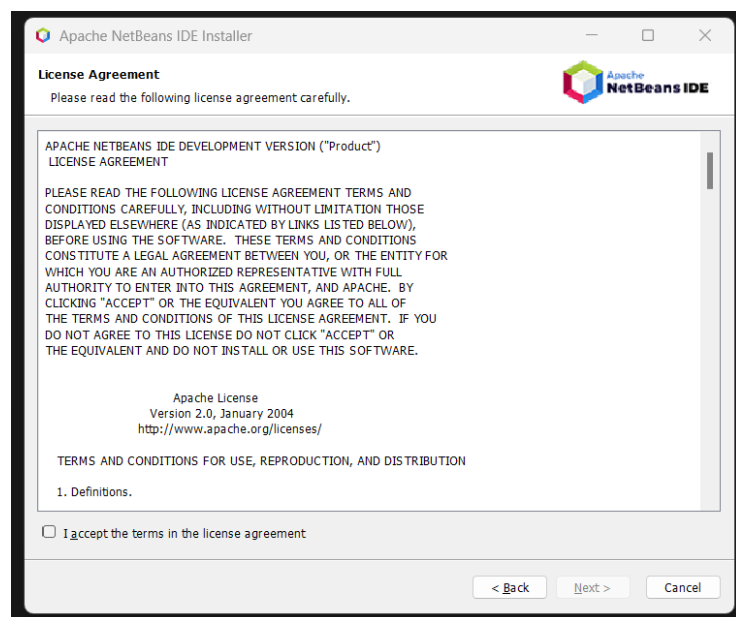 Apache NetBeans IDE Installer
License Agreement
Please read the following license agreement carefully.
Apache
NetBeans IDE
APACHE NETBEANS IDE DEVELOPMENT VERSION ("Product")
LICENSE AGREEMENT
PLEASE READ THE FOLLOWING LICENSE AGREEMENT TERMS AND
CONDITIONS CAREFULLY, INCLUDING WITHOUT LIMITATION THOSE
DISPLAYED ELSEWHERE (AS INDICATED BY LINKS LISTED BELOW),
BEFORE USING THE SOFTWARE.  THESE TERMS AND CONDITIONS
CONSTITUTE A LEGAL AGREEMENT BETWEEN YOU, OR THE ENTITY FOR
WHICH YOU ARE AN AUTHORIZED REPRESENTATIVE WITH FULL
AUTHORITY TO ENTER INTO THIS AGREEMENT, AND APACHE.  BY
CLICKING "ACCEPT" OR THE EQUIVALENT YOU AGREE TO ALL OF
THE TERMS AND CONDITIONS OF THIS LICENSE AGREEMENT.  IF YOU
DO NOT AGREE TO THIS LICENSE DO NOT CLICK "ACCEPT" OR
THE EQUIVALENT AND DO NOT INSTALL OR USE THIS SOFTWARE.
Apache License
Version 2.0, January 2004
http://www.apache.org/licenses/
TERMS AND CONDITIONS FOR USE, REPRODUCTION, AND DISTRIBUTION
1. Definitions.
I accept the terms in the license agreement
< Back
Next >
Cancel